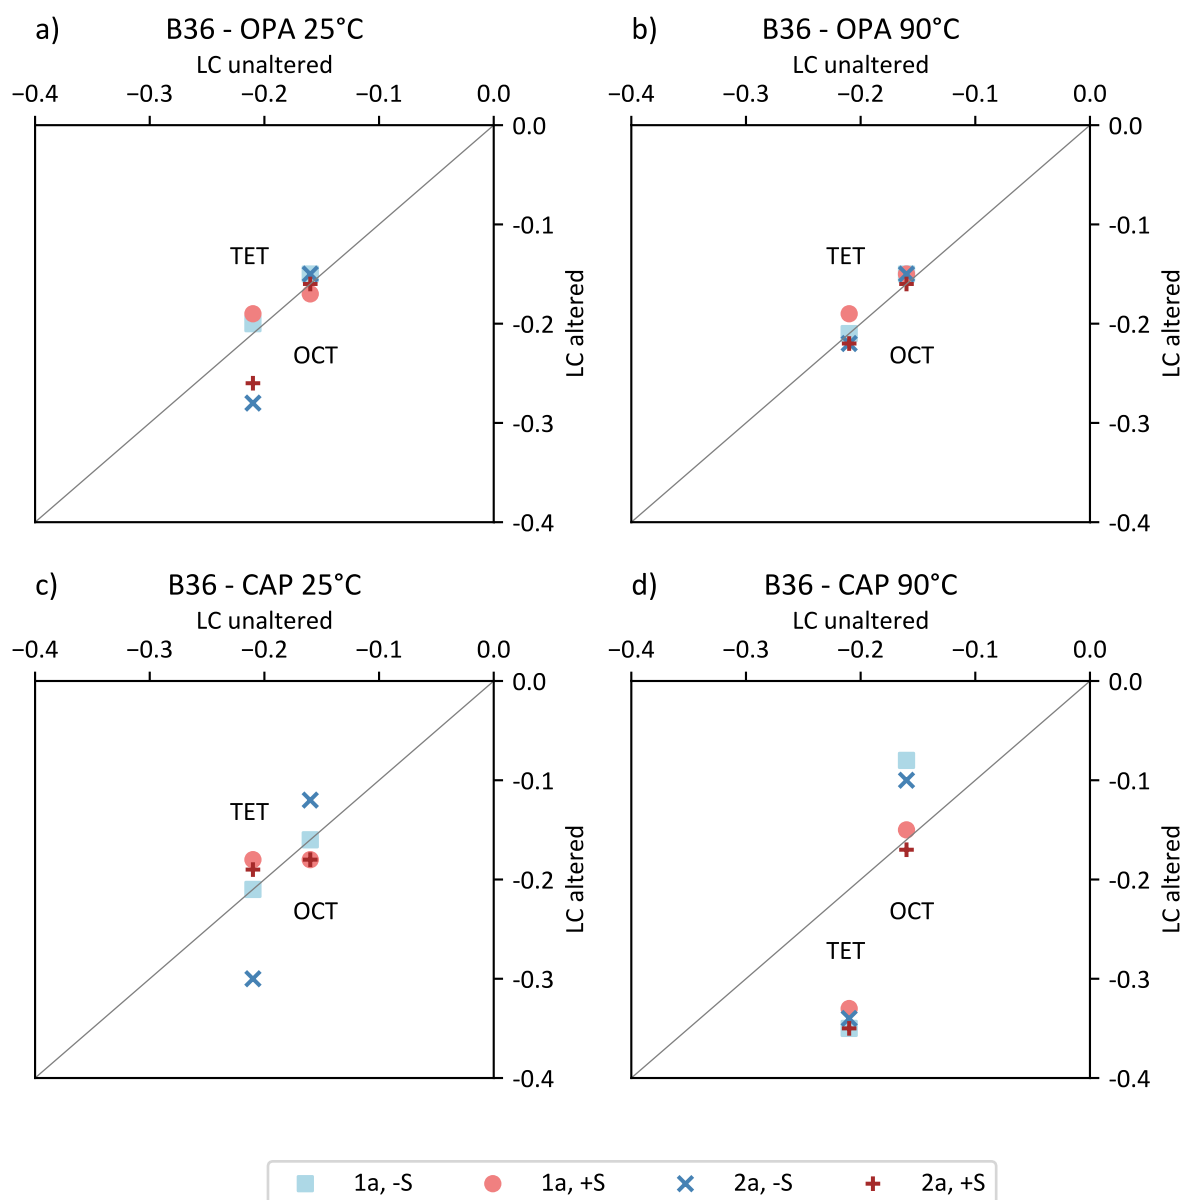 a) B36 - OPA 25°C
LC unaltered
−0.4 −0.3 −0.2 −0.1 0.0
0.0
-0.1
-0.2
-0.3
-0.4
LC altered
TET
OCT
b) B36 - OPA 90°C
LC unaltered
−0.4 −0.3 −0.2 −0.1 0.0
0.0
-0.1
-0.2
-0.3
-0.4
LC altered
TET
OCT
c) B36 - CAP 25°C
LC unaltered
−0.4 −0.3 −0.2 −0.1 0.0
0.0
-0.1
-0.2
-0.3
-0.4
LC altered
TET
OCT
d) B36 - CAP 90°C
LC unaltered
−0.4 −0.3 −0.2 −0.1 0.0
0.0
-0.1
-0.2
-0.3
-0.4
LC altered
OCT
TET
1a, -S 1a, +S 2a, -S 2a, +S